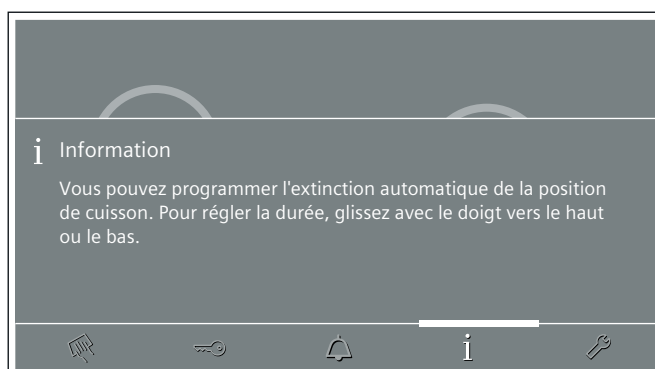 i Information
Vous pouvez programmer l'extinction automatique de la position
de cuisson. Pour régler la durée, glissez avec le doigt vers le haut
ou le bas.
i